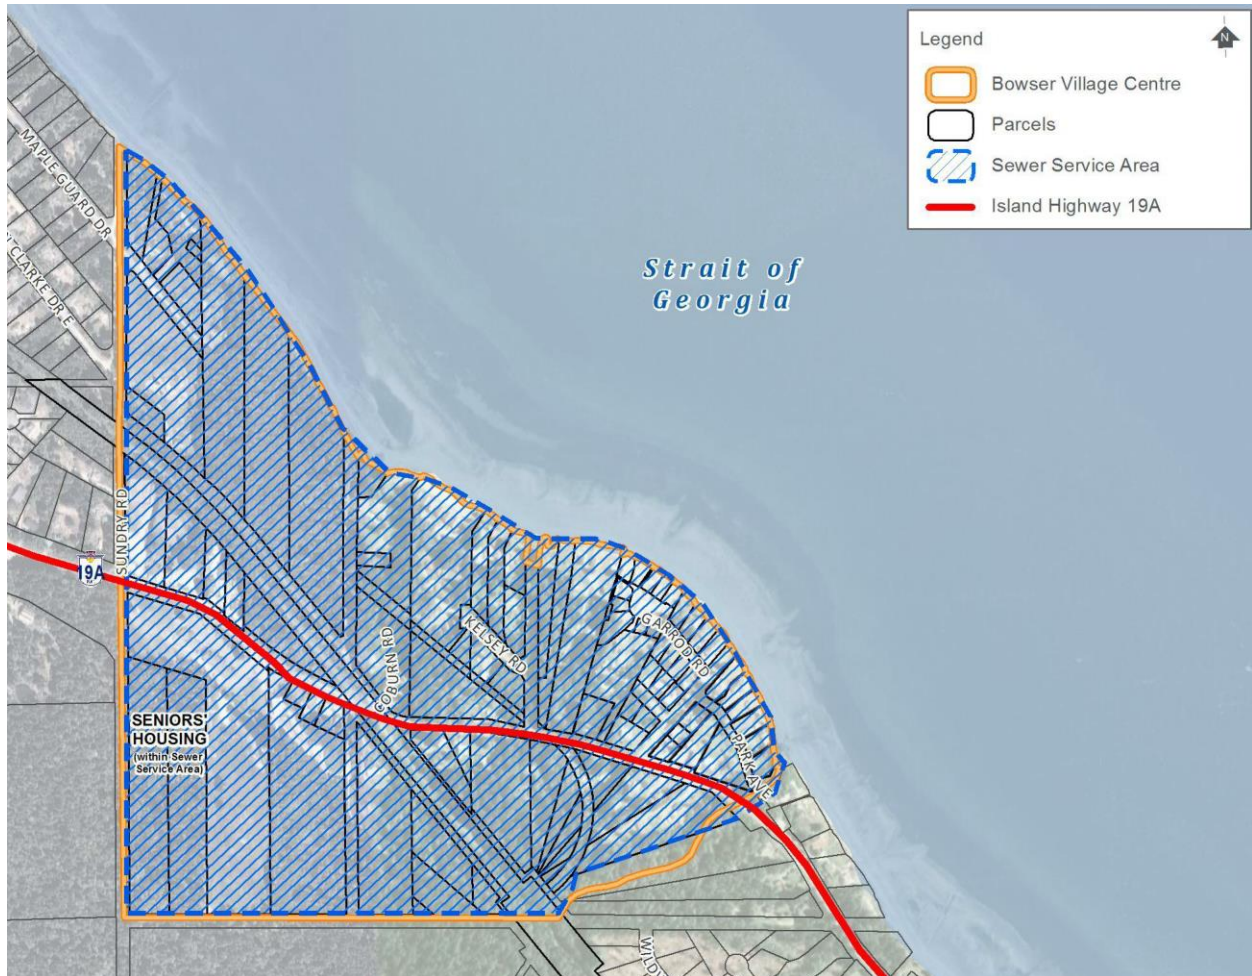 Legend
N
Bowser Village Centre
Parcels
Sewer Service Area
Island Highway 19A
Strait of
Georgia
MAPLE GUARD DR
CLARKE DR E
SUNDRY RD
19A
COBURN RD
KELSEY RD
GARROD RD
PARK AVE
SENIORS'
HOUSING
(within Sewer
Service Area)